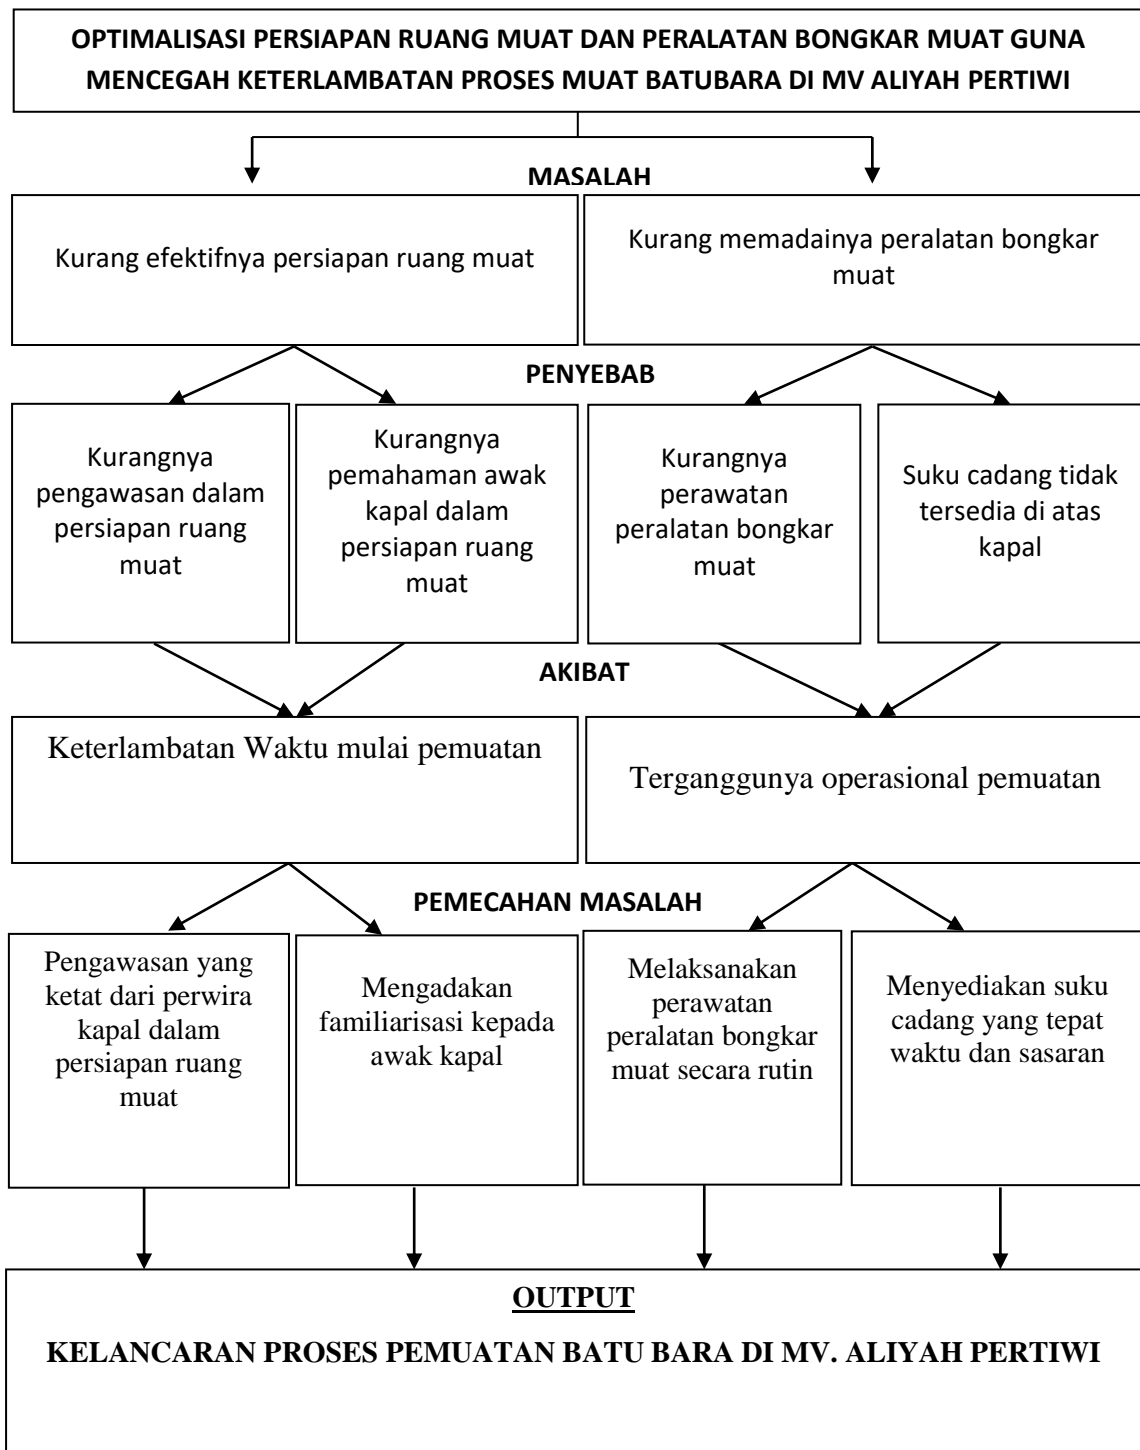 OPTIMALISASI PERSIAPAN RUANG MUAT DAN PERALATAN BONGKAR MUAT GUNA
MENCEGAH KETERLAMBATAN PROSES MUAT BATUBARA DI MV ALIYAH PERTIWI
MASALAH
Kurang efektifnya persiapan ruang muat
Kurang memadainya peralatan bongkar
muat
PENYEBAB
Kurangnya
pengawasan dalam
persiapan ruang
muat
Kurangnya
pemahaman awak
kapal dalam
persiapan ruang
muat
Kurangnya
perawatan
peralatan bongkar
muat
Suku cadang tidak
tersedia di atas
kapal
AKIBAT
Keterlambatan Waktu mulai pemuatan
Terganggunya operasional pemuatan
PEMECAHAN MASALAH
Pengawasan yang
ketat dari perwira
kapal dalam
persiapan ruang
muat
Mengadakan
familiarisasi kepada
awak kapal
Melaksanakan
perawatan
peralatan bongkar
muat secara rutin
Menyediakan suku
cadang yang tepat
waktu dan sasaran
OUTPUT
KELANCARAN PROSES PEMUATAN BATU BARA DI MV. ALIYAH PERTIWI